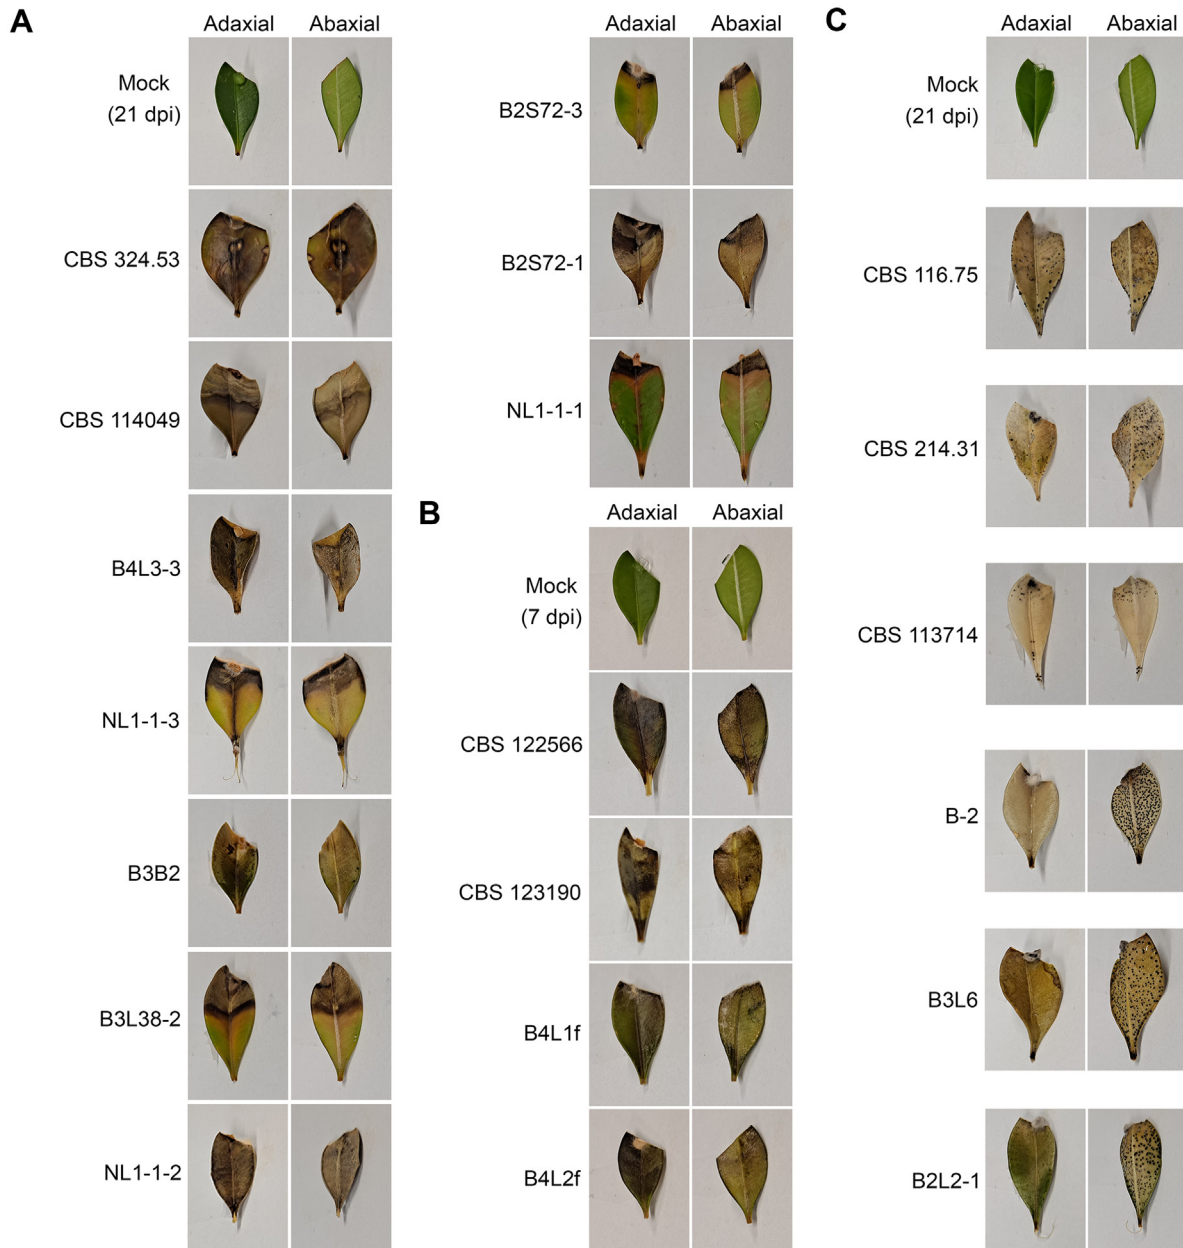 A
Adaxial Abaxial
Mock
(21 dpi)
CBS 324.53
CBS 114049
B4L3-3
NL1-1-3
B3B2
B3L38-2
NL1-1-2
B2S72-3
B2S72-1
NL1-1-1
B
Adaxial Abaxial
Mock
(7 dpi)
CBS 122566
CBS 123190
B4L1f
B4L2f
C
Adaxial Abaxial
Mock
(21 dpi)
CBS 116.75
CBS 214.31
CBS 113714
B-2
B3L6
B2L2-1